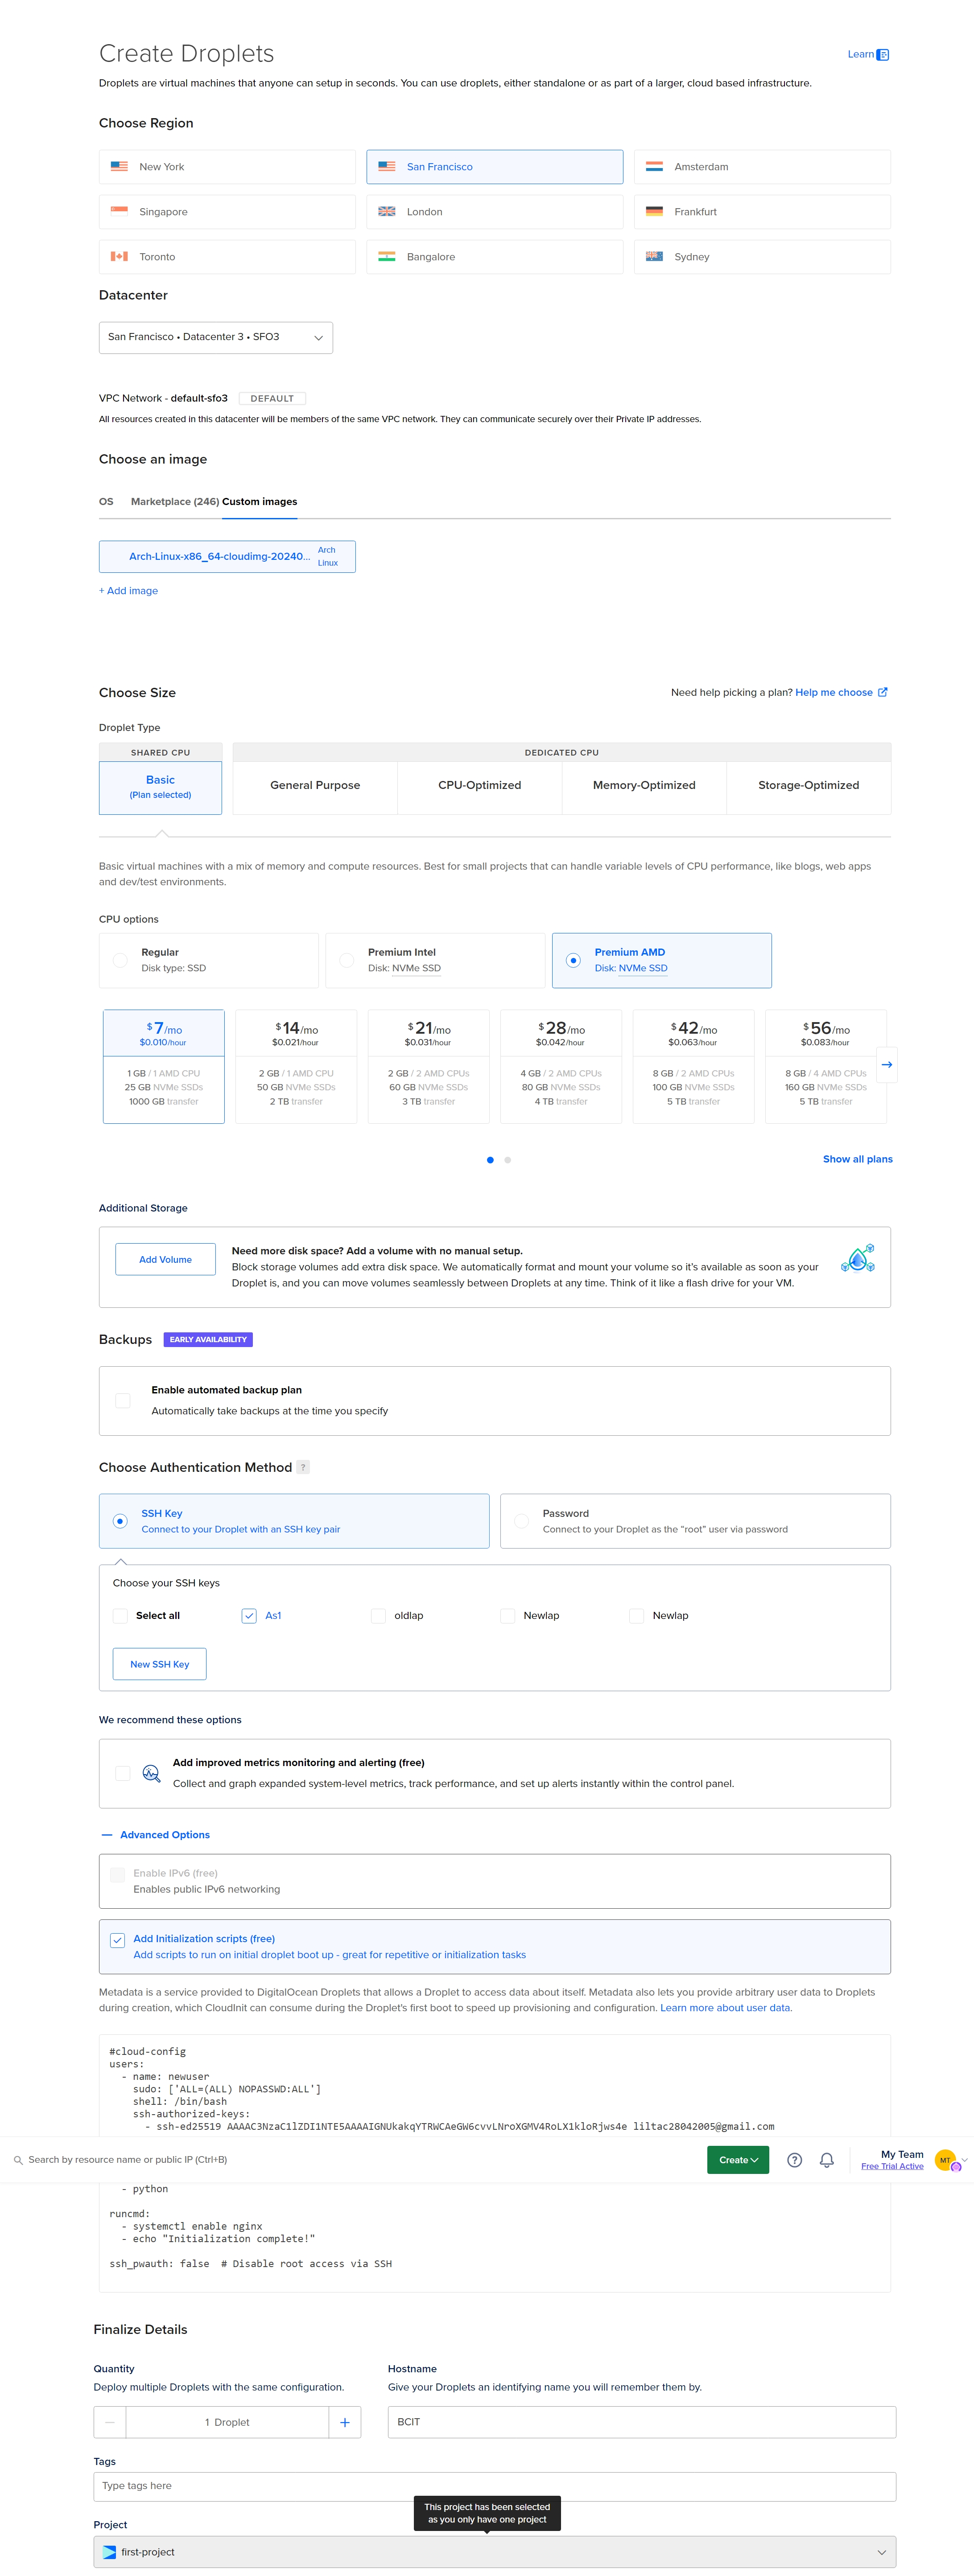 Create Droplets
Learn
Droplets are virtual machines that anyone can setup in seconds. You can use droplets, either standalone or as part of a larger, cloud based infrastructure.
Choose Region
New York
San Francisco
Amsterdam
Singapore
London
Frankfurt
Toronto
Bangalore
Sydney
Datacenter
San Francisco • Datacenter 3 • SFO3
VPC Network - default-sfo3 DEFAULT
All resources created in this datacenter will be members of the same VPC network. They can communicate securely over their Private IP addresses.
Choose an image
OS Marketplace (246) Custom images
Arch-Linux-x86_64-cloudimg-20240...
Arch
Linux
+ Add image
Choose Size
Need help picking a plan? Help me choose
Droplet Type
SHARED CPU
DEDICATED CPU
Basic
(Plan selected)
General Purpose
CPU-Optimized
Memory-Optimized
Storage-Optimized
Basic virtual machines with a mix of memory and compute resources. Best for small projects that can handle variable levels of CPU performance, like blogs, web apps
and dev/test environments.
CPU options
Regular
Disk type: SSD
Premium Intel
Disk: NVMe SSD
Premium AMD
Disk: NVMe SSD
$7/mo
$0.010/hour
1 GB / 1 AMD CPU
25 GB NVMe SSDs
1000 GB transfer
$14/mo
$0.021/hour
2 GB / 1 AMD CPU
50 GB NVMe SSDs
2 TB transfer
$21/mo
$0.031/hour
2 GB / 2 AMD CPUs
60 GB NVMe SSDs
3 TB transfer
$28/mo
$0.042/hour
4 GB / 2 AMD CPUs
80 GB NVMe SSDs
4 TB transfer
$42/mo
$0.063/hour
8 GB / 2 AMD CPUs
100 GB NVMe SSDs
5 TB transfer
$56/mo
$0.083/hour
8 GB / 4 AMD CPUs
160 GB NVMe SSDs
5 TB transfer
Show all plans
Additional Storage
Add Volume
Need more disk space? Add a volume with no manual setup.
Block storage volumes add extra disk space. We automatically format and mount your volume so it's available as soon as your
Droplet is, and you can move volumes seamlessly between Droplets at any time. Think of it like a flash drive for your VM.
Backups EARLY AVAILABILITY
Enable automated backup plan
Automatically take backups at the time you specify
Choose Authentication Method ?
SSH Key
Connect to your Droplet with an SSH key pair
Password
Connect to your Droplet as the “root” user via password
Choose your SSH keys
Select all
As1
oldlap
Newlap
Newlap
New SSH Key
We recommend these options
Add improved metrics monitoring and alerting (free)
Collect and graph expanded system-level metrics, track performance, and set up alerts instantly within the control panel.
Advanced Options
Enable IPv6 (free)
Enables public IPv6 networking
Add Initialization scripts (free)
Add scripts to run on initial droplet boot up - great for repetitive or initialization tasks
Metadata is a service provided to DigitalOcean Droplets that allows a Droplet to access data about itself. Metadata also lets you provide arbitrary user data to Droplets
during creation, which CloudInit can consume during the Droplet's first boot to speed up provisioning and configuration. Learn more about user data.
#cloud-config
users:
- name: newuser
sudo: ['ALL=(ALL) NOPASSWD:ALL']
shell: /bin/bash
ssh-authorized-keys:
- ssh-ed25519 AAAAC3NzaC1lZDI1NTE5AAAAIGNUkakqYTRWCAeGW6cvvLNroXGMV4RoLX1kloRjws4e liltac28042005@gmail.com
Search by resource name or public IP (Ctrl+B)
Create
?
My Team
Free Trial Active
MT
- python
runcmd:
- systemctl enable nginx
- echo "Initialization complete!"
ssh_pwauth: false # Disable root access via SSH
Finalize Details
Quantity
Deploy multiple Droplets with the same configuration.
1 Droplet
Hostname
Give your Droplets an identifying name you will remember them by.
BCIT
Tags
Type tags here
This project has been selected
as you only have one project
Project
first-project